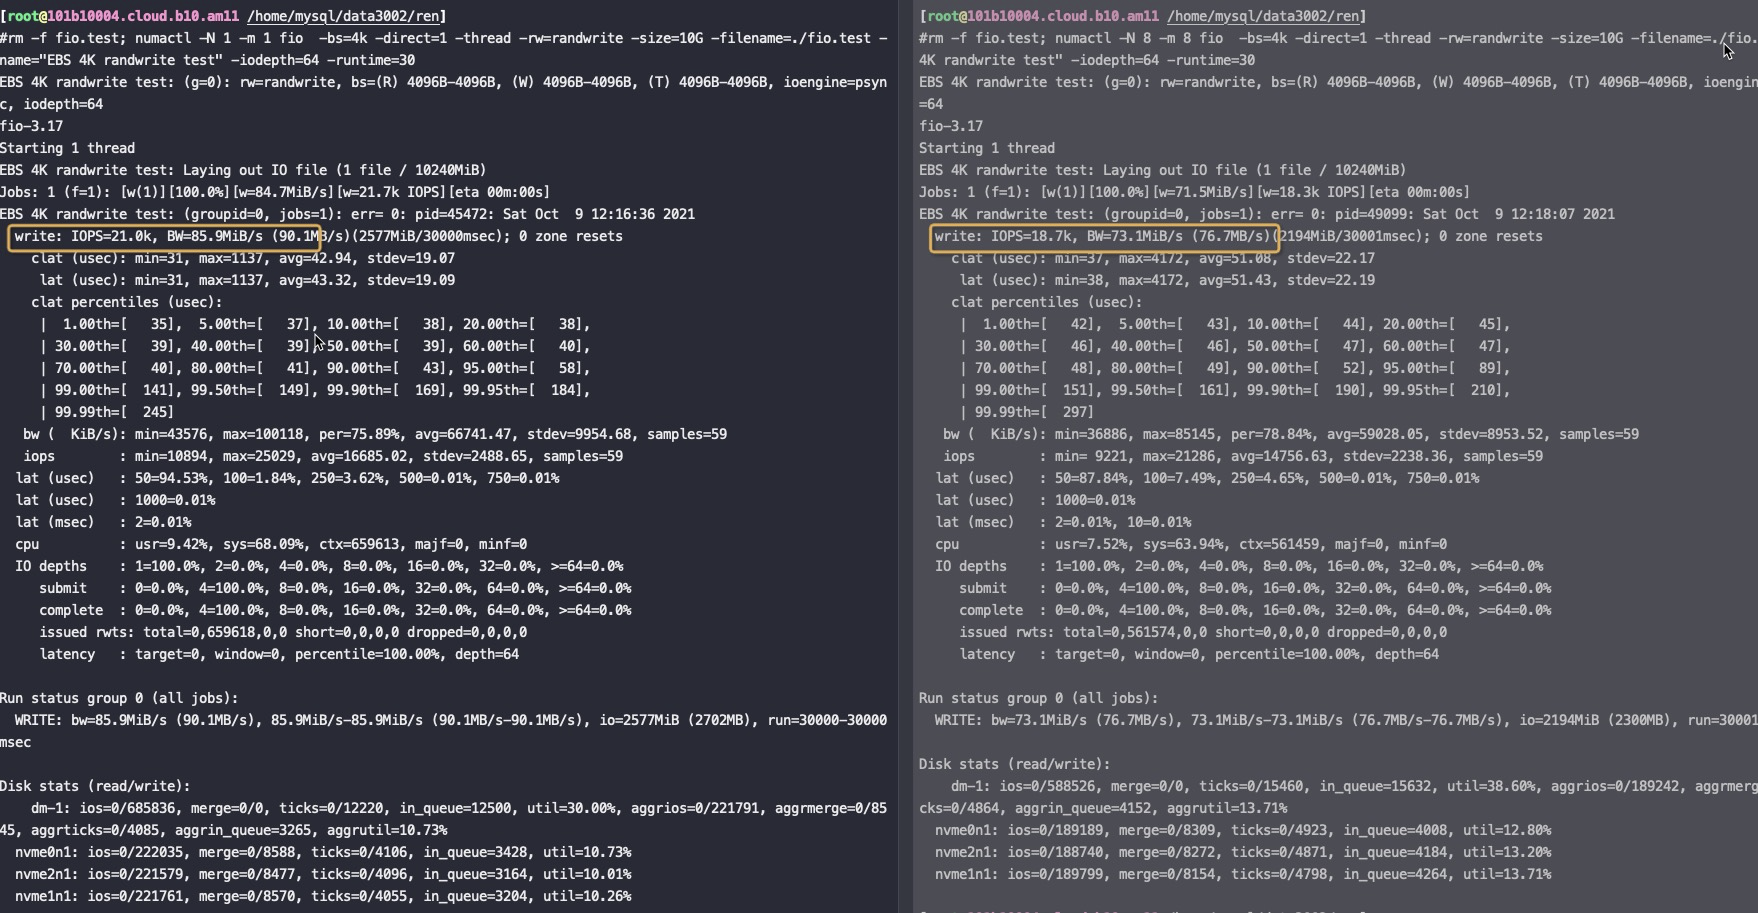 [root@101b10004.cloud.b10.am11 /home/mysql/data3002/ren]
#rm -f fio.test; numactl -N 1 -m 1 fio  -bs=4k -direct=1 -thread -rw=randwrite -size=10G -filename=./fio.test -
name="EBS 4K randwrite test" -iodepth=64 -runtime=30
EBS 4K randwrite test: (g=0): rw=randwrite, bs=(R) 4096B-4096B, (W) 4096B-4096B, (T) 4096B-4096B, ioengine=psyn
c, iodepth=64
fio-3.17
Starting 1 thread
EBS 4K randwrite test: Laying out IO file (1 file / 10240MiB)
Jobs: 1 (f=1): [w(1)][100.0%][w=84.7MiB/s][w=21.7k IOPS][eta 00m:00s]
EBS 4K randwrite test: (groupid=0, jobs=1): err= 0: pid=45472: Sat Oct  9 12:16:36 2021
write: IOPS=21.0k, BW=85.9MiB/s (90.1MB/s)(2577MiB/30000msec); 0 zone resets
clat (usec): min=31, max=1137, avg=42.94, stdev=19.07
lat (usec): min=31, max=1137, avg=43.32, stdev=19.09
clat percentiles (usec):
|  1.00th=[   35],  5.00th=[   37], 10.00th=[   38], 20.00th=[   38],
| 30.00th=[   39], 40.00th=[   39], 50.00th=[   39], 60.00th=[   40],
| 70.00th=[   40], 80.00th=[   41], 90.00th=[   43], 95.00th=[   58],
| 99.00th=[  141], 99.50th=[  149], 99.90th=[  169], 99.95th=[  184],
| 99.99th=[  245]
bw (  KiB/s): min=43576, max=100118, per=75.89%, avg=66741.47, stdev=9954.68, samples=59
iops        : min=10894, max=25029, avg=16685.02, stdev=2488.65, samples=59
lat (usec)   : 50=94.53%, 100=1.84%, 250=3.62%, 500=0.01%, 750=0.01%
lat (usec)   : 1000=0.01%
lat (msec)   : 2=0.01%
cpu          : usr=9.42%, sys=68.09%, ctx=659613, majf=0, minf=0
IO depths    : 1=100.0%, 2=0.0%, 4=0.0%, 8=0.0%, 16=0.0%, 32=0.0%, >=64=0.0%
submit    : 0=0.0%, 4=100.0%, 8=0.0%, 16=0.0%, 32=0.0%, 64=0.0%, >=64=0.0%
complete  : 0=0.0%, 4=100.0%, 8=0.0%, 16=0.0%, 32=0.0%, 64=0.0%, >=64=0.0%
issued rwts: total=0,659618,0,0 short=0,0,0,0 dropped=0,0,0,0
latency   : target=0, window=0, percentile=100.00%, depth=64
Run status group 0 (all jobs):
WRITE: bw=85.9MiB/s (90.1MB/s), 85.9MiB/s-85.9MiB/s (90.1MB/s-90.1MB/s), io=2577MiB (2702MB), run=30000-30000
msec
Disk stats (read/write):
dm-1: ios=0/685836, merge=0/0, ticks=0/12220, in_queue=12500, util=30.00%, aggrios=0/221791, aggrmerge=0/85
45, aggrticks=0/4085, aggrin_queue=3265, aggrutil=10.73%
nvme0n1: ios=0/222035, merge=0/8588, ticks=0/4106, in_queue=3428, util=10.73%
nvme2n1: ios=0/221579, merge=0/8477, ticks=0/4096, in_queue=3164, util=10.01%
nvme1n1: ios=0/221761, merge=0/8570, ticks=0/4055, in_queue=3204, util=10.26%
[root@101b10004.cloud.b10.am11 /home/mysql/data3002/ren]
#rm -f fio.test; numactl -N 8 -m 8 fio  -bs=4k -direct=1 -thread -rw=randwrite -size=10G -filename=./fio.
4K randwrite test" -iodepth=64 -runtime=30
EBS 4K randwrite test: (g=0): rw=randwrite, bs=(R) 4096B-4096B, (W) 4096B-4096B, (T) 4096B-4096B, ioengin
=64
fio-3.17
Starting 1 thread
EBS 4K randwrite test: Laying out IO file (1 file / 10240MiB)
Jobs: 1 (f=1): [w(1)][100.0%][w=71.5MiB/s][w=18.3k IOPS][eta 00m:00s]
EBS 4K randwrite test: (groupid=0, jobs=1): err= 0: pid=49099: Sat Oct  9 12:18:07 2021
write: IOPS=18.7k, BW=73.1MiB/s (76.7MB/s)(2194MiB/30001msec); 0 zone resets
clat (usec): min=37, max=4172, avg=51.08, stdev=22.17
lat (usec): min=38, max=4172, avg=51.43, stdev=22.19
clat percentiles (usec):
|  1.00th=[   42],  5.00th=[   43], 10.00th=[   44], 20.00th=[   45],
| 30.00th=[   46], 40.00th=[   46], 50.00th=[   47], 60.00th=[   47],
| 70.00th=[   48], 80.00th=[   49], 90.00th=[   52], 95.00th=[   89],
| 99.00th=[  151], 99.50th=[  161], 99.90th=[  190], 99.95th=[  210],
| 99.99th=[  297]
bw (  KiB/s): min=36886, max=85145, per=78.84%, avg=59028.05, stdev=8953.52, samples=59
iops        : min= 9221, max=21286, avg=14756.63, stdev=2238.36, samples=59
lat (usec)   : 50=87.84%, 100=7.49%, 250=4.65%, 500=0.01%, 750=0.01%
lat (usec)   : 1000=0.01%
lat (msec)   : 2=0.01%, 10=0.01%
cpu          : usr=7.52%, sys=63.94%, ctx=561459, majf=0, minf=0
IO depths    : 1=100.0%, 2=0.0%, 4=0.0%, 8=0.0%, 16=0.0%, 32=0.0%, >=64=0.0%
submit    : 0=0.0%, 4=100.0%, 8=0.0%, 16=0.0%, 32=0.0%, 64=0.0%, >=64=0.0%
complete  : 0=0.0%, 4=100.0%, 8=0.0%, 16=0.0%, 32=0.0%, 64=0.0%, >=64=0.0%
issued rwts: total=0,561574,0,0 short=0,0,0,0 dropped=0,0,0,0
latency   : target=0, window=0, percentile=100.00%, depth=64
Run status group 0 (all jobs):
WRITE: bw=73.1MiB/s (76.7MB/s), 73.1MiB/s-73.1MiB/s (76.7MB/s-76.7MB/s), io=2194MiB (2300MB), run=30001
Disk stats (read/write):
dm-1: ios=0/588526, merge=0/0, ticks=0/15460, in_queue=15632, util=38.60%, aggrios=0/189242, aggrmerg
cks=0/4864, aggrin_queue=4152, aggrutil=13.71%
nvme0n1: ios=0/189189, merge=0/8309, ticks=0/4923, in_queue=4008, util=12.80%
nvme2n1: ios=0/188740, merge=0/8272, ticks=0/4871, in_queue=4184, util=13.20%
nvme1n1: ios=0/189799, merge=0/8154, ticks=0/4798, in_queue=4264, util=13.71%